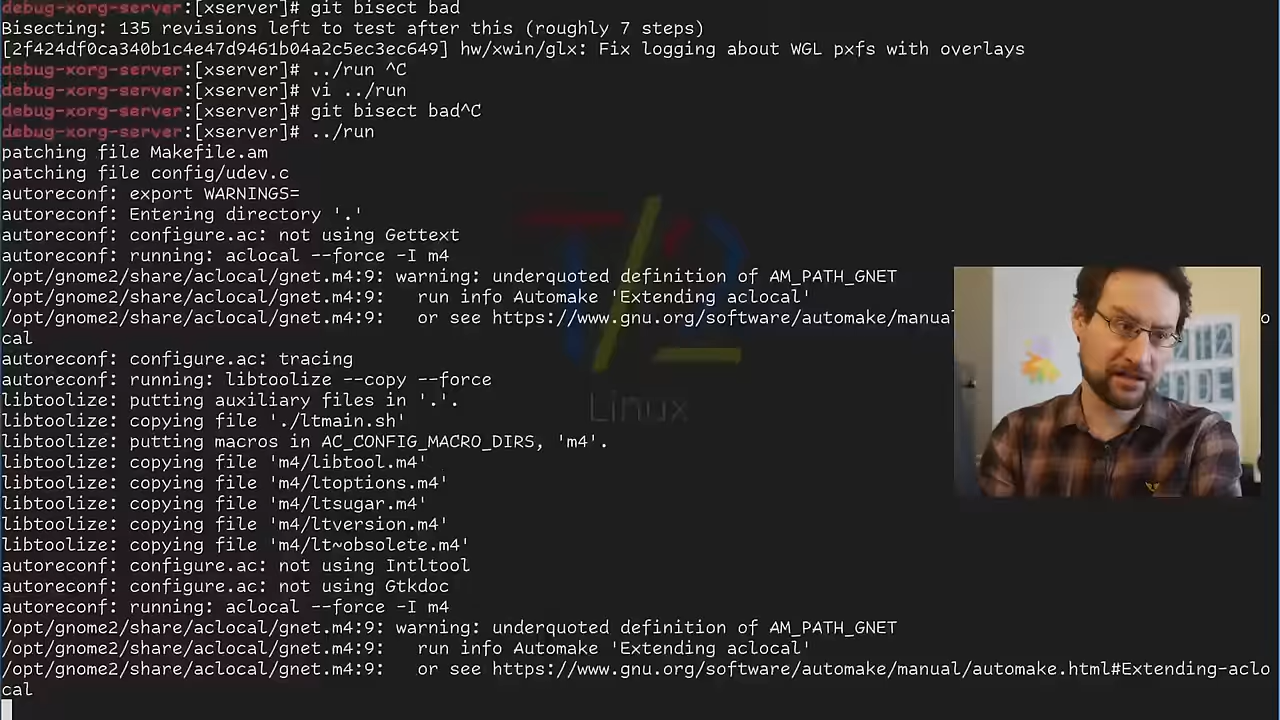 debug-xorg-server:[xserver]# git bisect bad
Bisecting: 135 revisions left to test after this (roughly 7 steps)
[2f424df0ca340b1c4e47d9461b04a2c5ec3ec649] hw/xwin/glx: Fix logging about WGL pxfs with overlays
debug-xorg-server:[xserver]# ../run ^C
debug-xorg-server:[xserver]# vi ../run
debug-xorg-server:[xserver]# git bisect bad^C
debug-xorg-server:[xserver]# ../run
patching file Makefile.am
patching file config/udev.c
autoreconf: export WARNINGS=
autoreconf: Entering directory '.'
autoreconf: configure.ac: not using Gettext
autoreconf: running: aclocal --force -I m4
/opt/gnome2/share/aclocal/gnet.m4:9: warning: underquoted definition of AM_PATH_GNET
/opt/gnome2/share/aclocal/gnet.m4:9:   run info Automake 'Extending aclocal'
/opt/gnome2/share/aclocal/gnet.m4:9:   or see https://www.gnu.org/software/automake/manual
o
cal
autoreconf: configure.ac: tracing
autoreconf: running: libtoolize --copy --force
libtoolize: putting auxiliary files in '.'.
libtoolize: copying file './ltmain.sh'
libtoolize: putting macros in AC_CONFIG_MACRO_DIRS, 'm4'.
libtoolize: copying file 'm4/libtool.m4'
libtoolize: copying file 'm4/ltoptions.m4'
libtoolize: copying file 'm4/ltsugar.m4'
libtoolize: copying file 'm4/ltversion.m4'
libtoolize: copying file 'm4/lt~obsolete.m4'
autoreconf: configure.ac: not using Intltool
autoreconf: configure.ac: not using Gtkdoc
autoreconf: running: aclocal --force -I m4
/opt/gnome2/share/aclocal/gnet.m4:9: warning: underquoted definition of AM_PATH_GNET
/opt/gnome2/share/aclocal/gnet.m4:9:   run info Automake 'Extending aclocal'
/opt/gnome2/share/aclocal/gnet.m4:9:   or see https://www.gnu.org/software/automake/manual/automake.html#Extending-aclo
cal
T/2
Linux